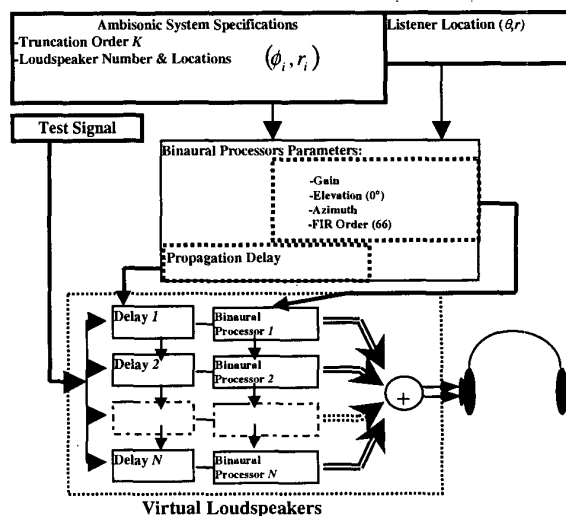 Ambisonic System Specifications
-Truncation Order K
-Loudspeaker Number & Locations (ϕᵢ, rᵢ)
Listener Location (θ,r)
Test Signal
Binaural Processors Parameters:
-Gain
-Elevation (0°)
-Azimuth
-FIR Order (66)
Propagation Delay
Delay 1
Binaural
Processor 1
Delay 2
Binaural
Processor 2
Delay N
Binaural
Processor N
+
Virtual Loudspeakers